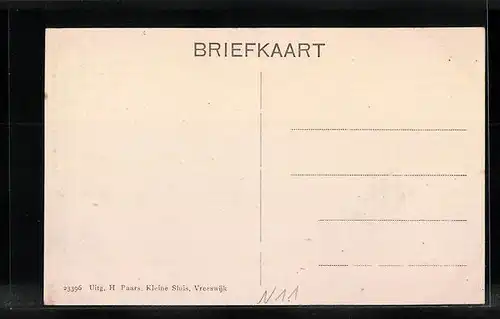 BRIEFKAART
23396 Uitg. H. Paars, Kleine Sluis, Vreeswijk
N11